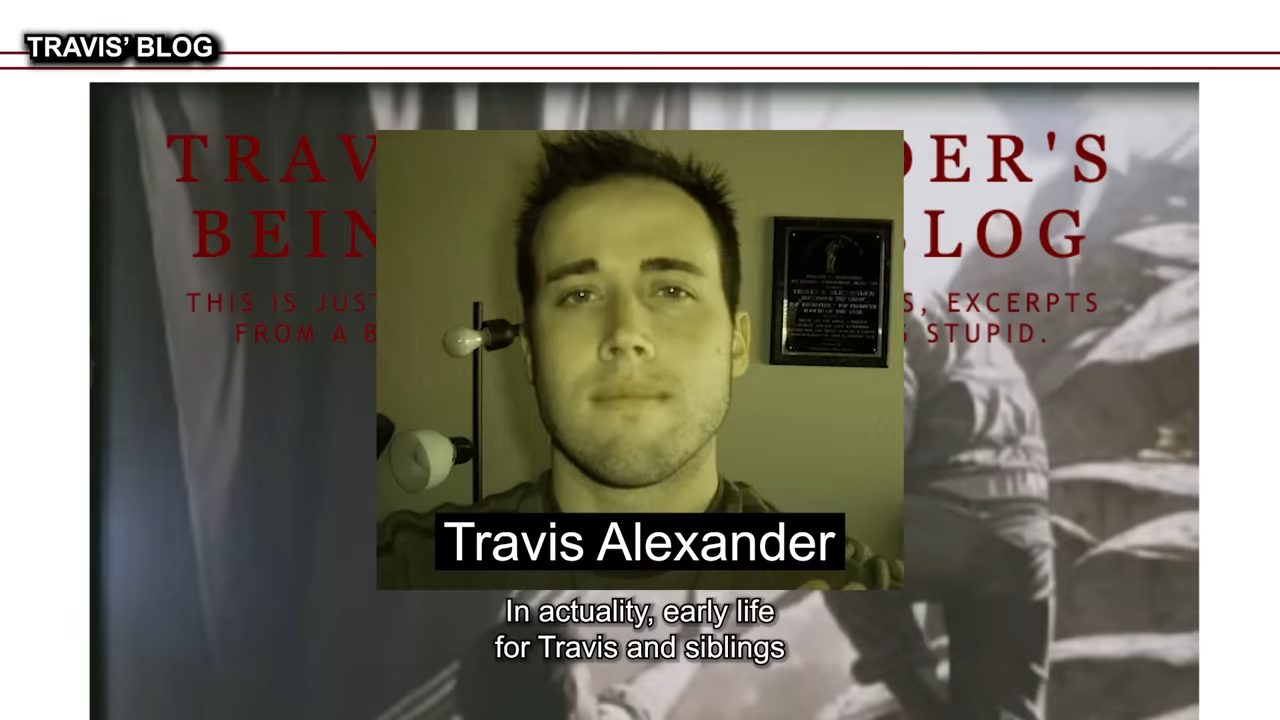 TRAVIS' BLOG
TRAV DER'S
BEIN BLOG
THIS IS JUST S, EXCERPTS
FROM A B G STUPID.
Travis Alexander
In actuality, early life
for Travis and siblings